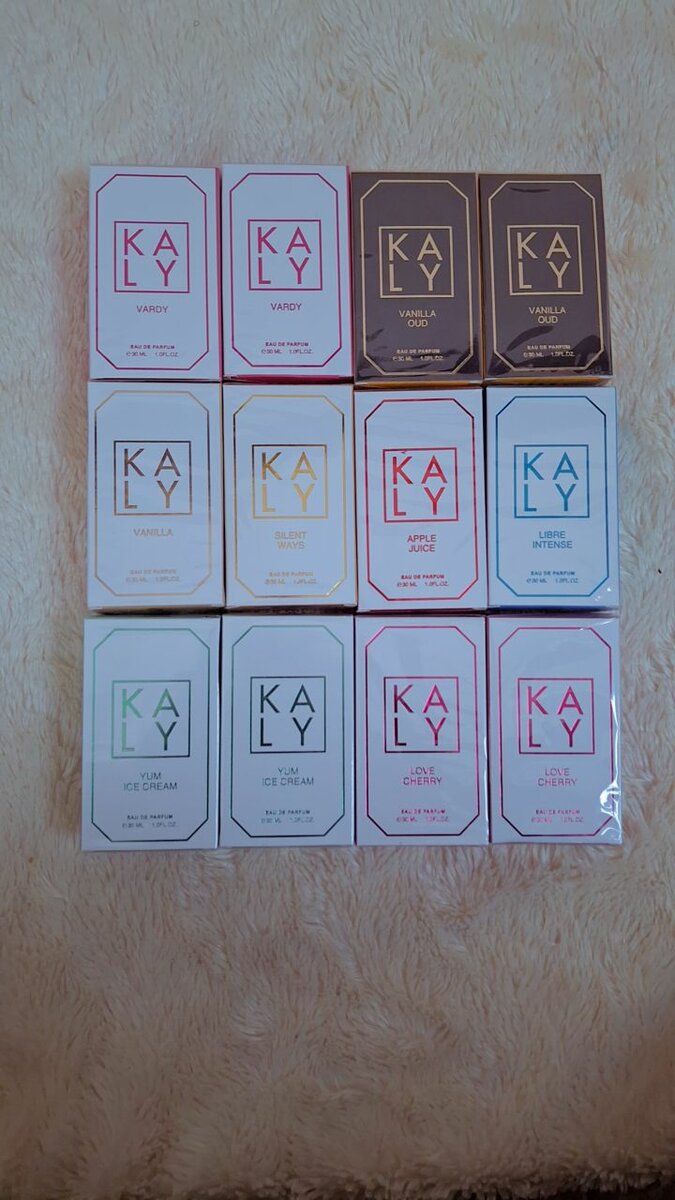 KA
LY
VARDY
EAU DE PARFUM
℮30 ML 1.0FL.OZ.
KA
LY
VARDY
EAU DE PARFUM
℮30 ML 1.0FL.OZ.
KA
LY
VANILLA
OUD
EAU DE PARFUM
℮30 ML 1.0FL.OZ.
KA
LY
VANILLA
OUD
EAU DE PARFUM
℮30 ML 1.0FL.OZ.
KA
LY
VANILLA
EAU DE PARFUM
℮30 ML 1.0FL.OZ.
KA
LY
SILENT
WAYS
EAU DE PARFUM
℮30 ML 1.0FL.OZ.
KA
LY
APPLE
JUICE
EAU DE PARFUM
℮30 ML 1.0FL.OZ.
KA
LY
LIBRE
INTENSE
EAU DE PARFUM
℮30 ML 1.0FL.OZ.
KA
LY
YUM
ICE CREAM
EAU DE PARFUM
℮30 ML 1.0FL.OZ.
KA
LY
YUM
ICE CREAM
EAU DE PARFUM
℮30 ML 1.0FL.OZ.
KA
LY
LOVE
CHERRY
EAU DE PARFUM
℮30 ML 1.0FL.OZ.
KA
LY
LOVE
CHERRY
EAU DE PARFUM
℮30 ML 1.0FL.OZ.